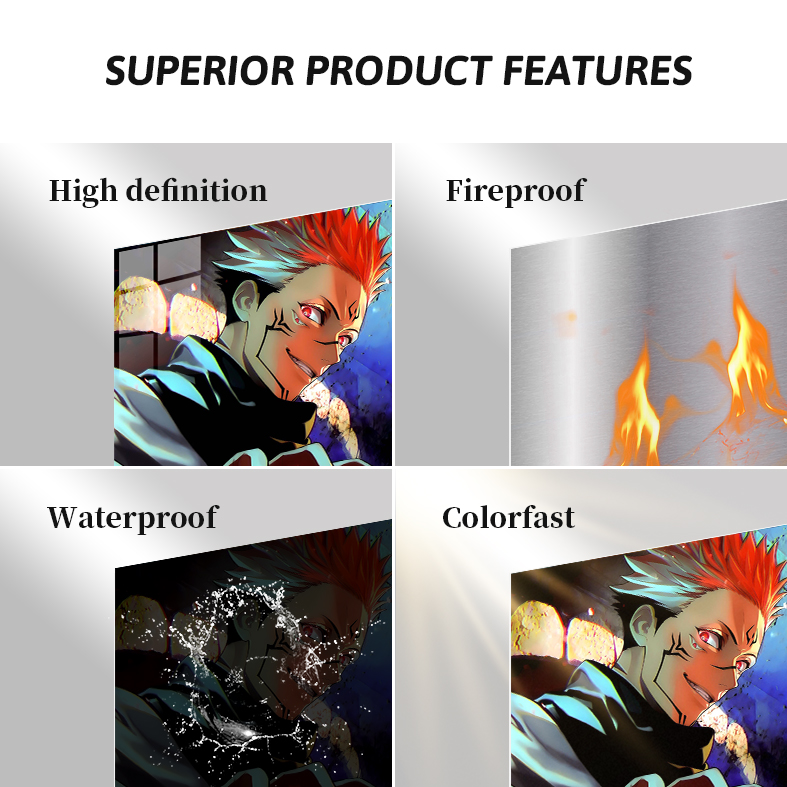 SUPERIOR PRODUCT FEATURES
High definition
Fireproof
Waterproof
Colorfast